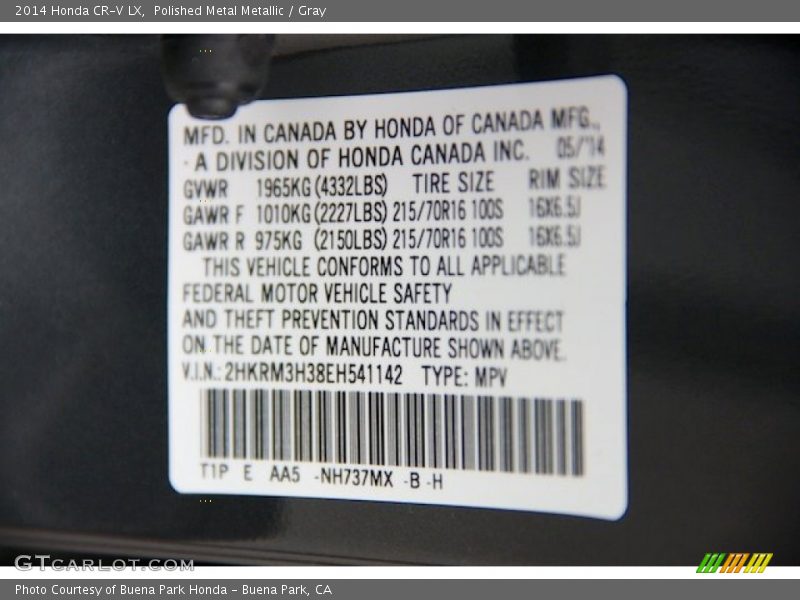 2014 Honda CR-V LX, Polished Metal Metallic / Gray
MFD. IN CANADA BY HONDA OF CANADA MFG.,
- A DIVISION OF HONDA CANADA INC. 05/'14
GVWR 1965KG (4332LBS) TIRE SIZE RIM SIZE
GAWR F 1010KG (2227LBS) 215/70R16 100S 16X6.5J
GAWR R 975KG (2150LBS) 215/70R16 100S 16X6.5J
THIS VEHICLE CONFORMS TO ALL APPLICABLE
FEDERAL MOTOR VEHICLE SAFETY
AND THEFT PREVENTION STANDARDS IN EFFECT
ON THE DATE OF MANUFACTURE SHOWN ABOVE.
V.I.N.: 2HKRM3H38EH541142 TYPE: MPV
T1P E AA5 -NH737MX -B -H
GTCARLOT.COM
Photo Courtesy of Buena Park Honda - Buena Park, CA